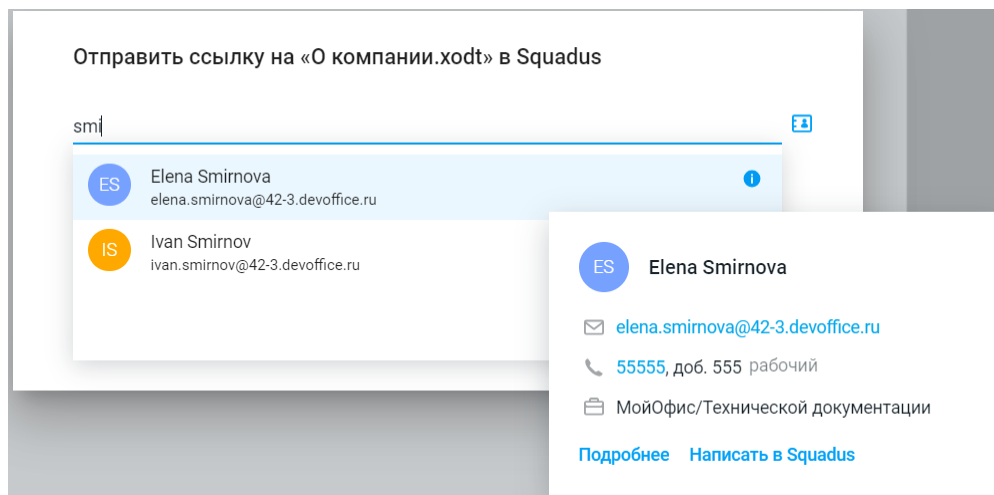 Отправить ссылку на «О компании.xodt» в Squadus
smi
ES
Elena Smirnova
elena.smirnova@42-3.devoffice.ru
IS
Ivan Smirnov
ivan.smirnov@42-3.devoffice.ru
ES
Elena Smirnova
elena.smirnova@42-3.devoffice.ru
55555, доб. 555 рабочий
МойОфис/Технической документации
Подробнее Написать в Squadus